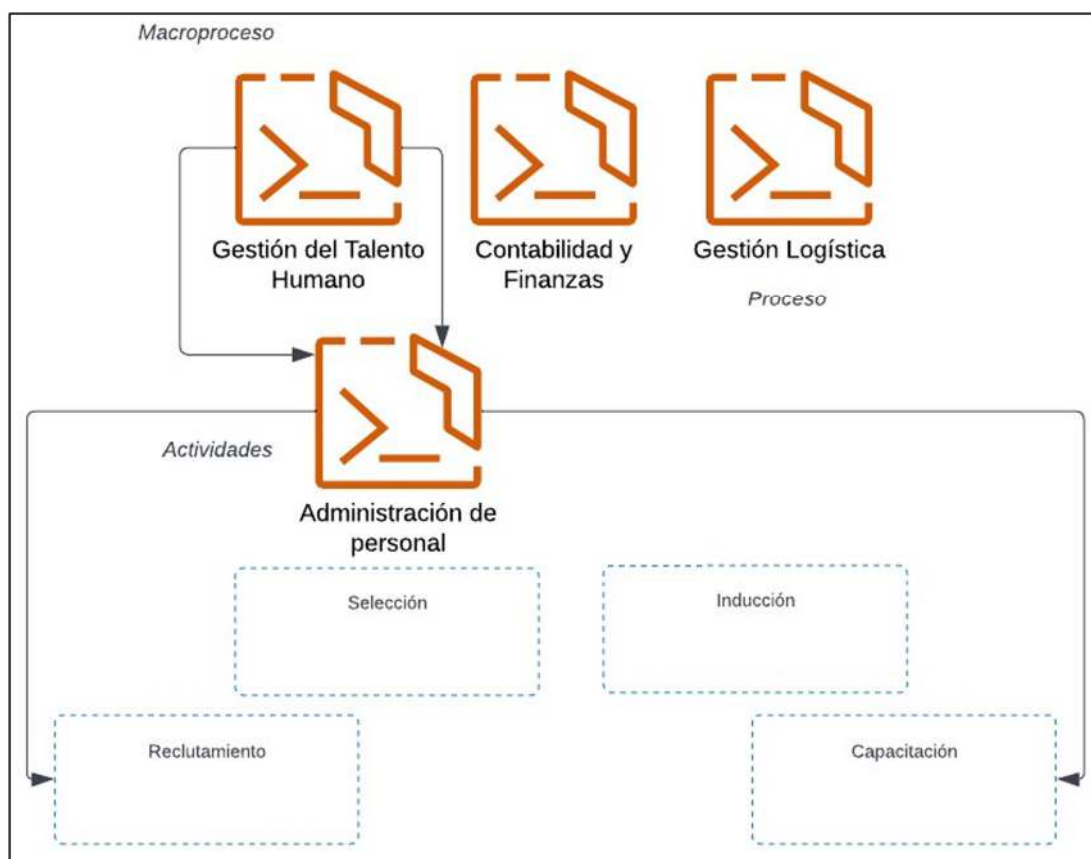 Macroproceso
Gestión del Talento
Humano
Contabilidad y
Finanzas
Gestión Logística
Proceso
Actividades
Administración de
personal
Selección
Inducción
Reclutamiento
Capacitación